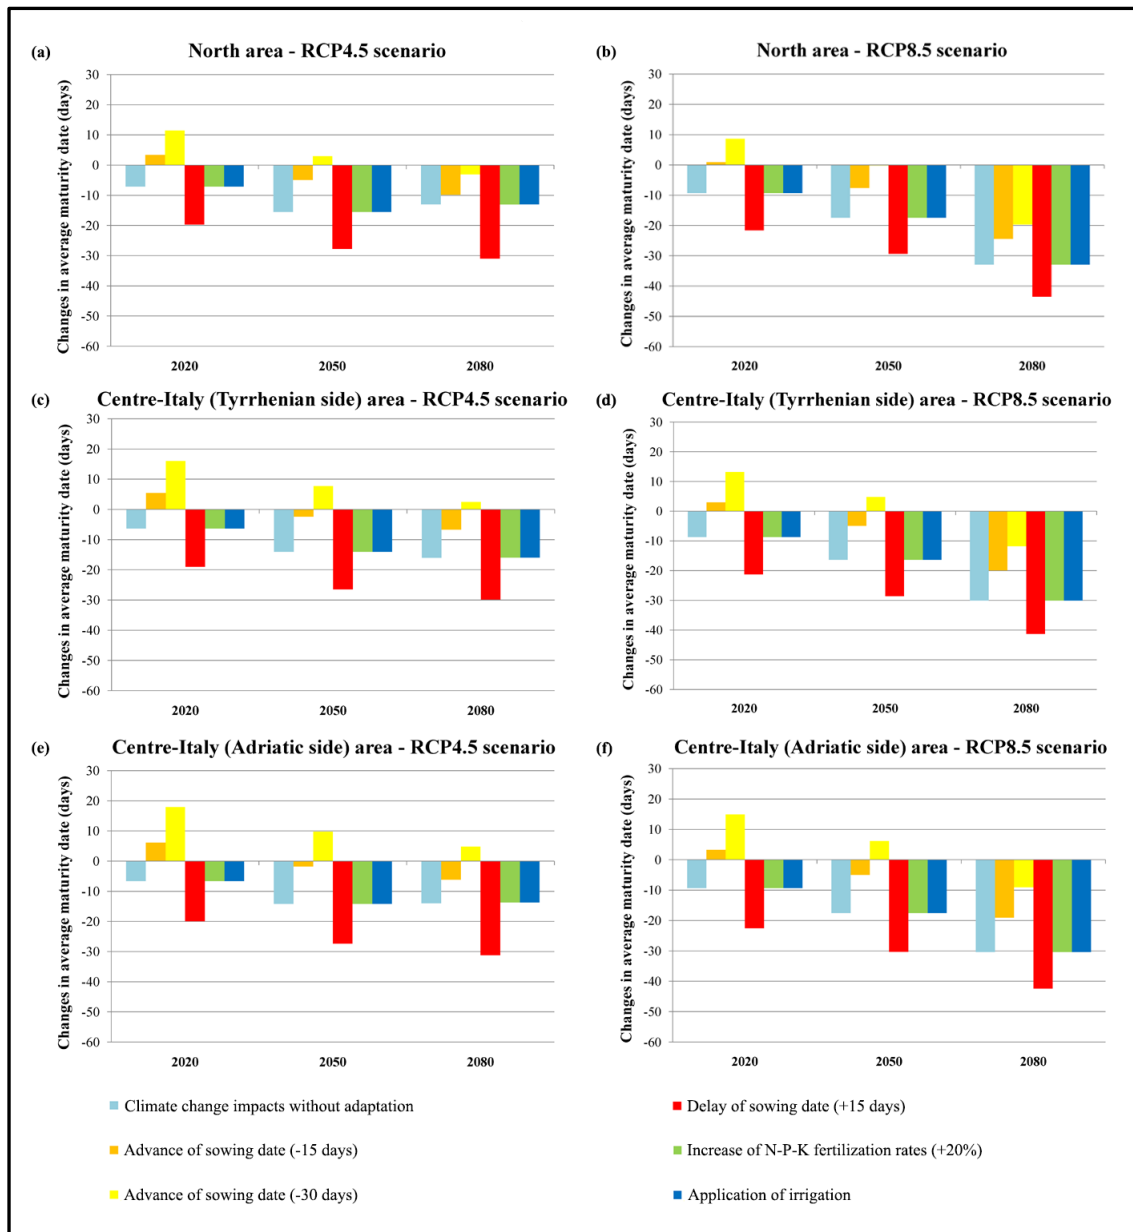 (a) North area - RCP4.5 scenario
Changes in average maturity date (days)
30
20
10
0
-10
-20
-30
-40
-50
-60
2020 2050 2080
(b) North area - RCP8.5 scenario
Changes in average maturity date (days)
30
20
10
0
-10
-20
-30
-40
-50
-60
2020 2050 2080
(c) Centre-Italy (Tyrrhenian side) area - RCP4.5 scenario
Changes in average maturity date (days)
30
20
10
0
-10
-20
-30
-40
-50
-60
2020 2050 2080
(d) Centre-Italy (Tyrrhenian side) area - RCP8.5 scenario
Changes in average maturity date (days)
30
20
10
0
-10
-20
-30
-40
-50
-60
2020 2050 2080
(e) Centre-Italy (Adriatic side) area - RCP4.5 scenario
Changes in average maturity date (days)
30
20
10
0
-10
-20
-30
-40
-50
-60
2020 2050 2080
(f) Centre-Italy (Adriatic side) area - RCP8.5 scenario
Changes in average maturity date (days)
30
20
10
0
-10
-20
-30
-40
-50
-60
2020 2050 2080
Climate change impacts without adaptation
Advance of sowing date (-15 days)
Advance of sowing date (-30 days)
Delay of sowing date (+15 days)
Increase of N-P-K fertilization rates (+20%)
Application of irrigation